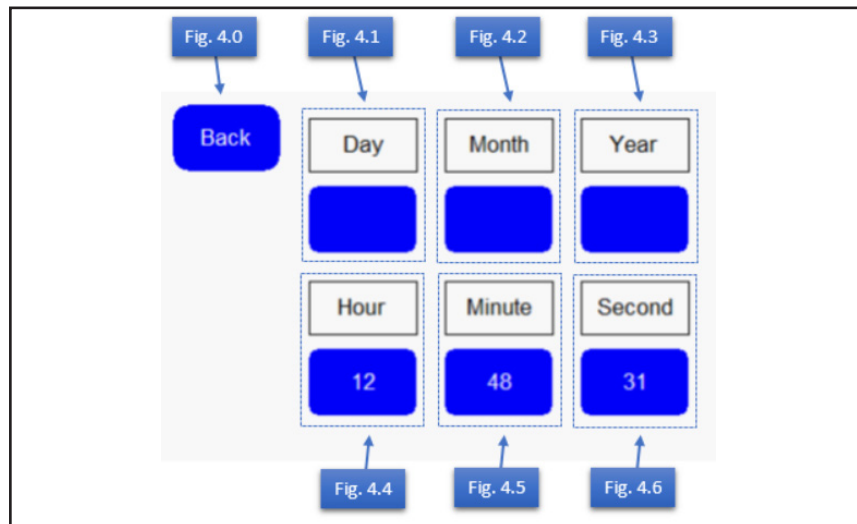 Fig. 4.0 Fig. 4.1 Fig. 4.2 Fig. 4.3
Back Day Month Year
Hour Minute Second
12 48 31
Fig. 4.4 Fig. 4.5 Fig. 4.6